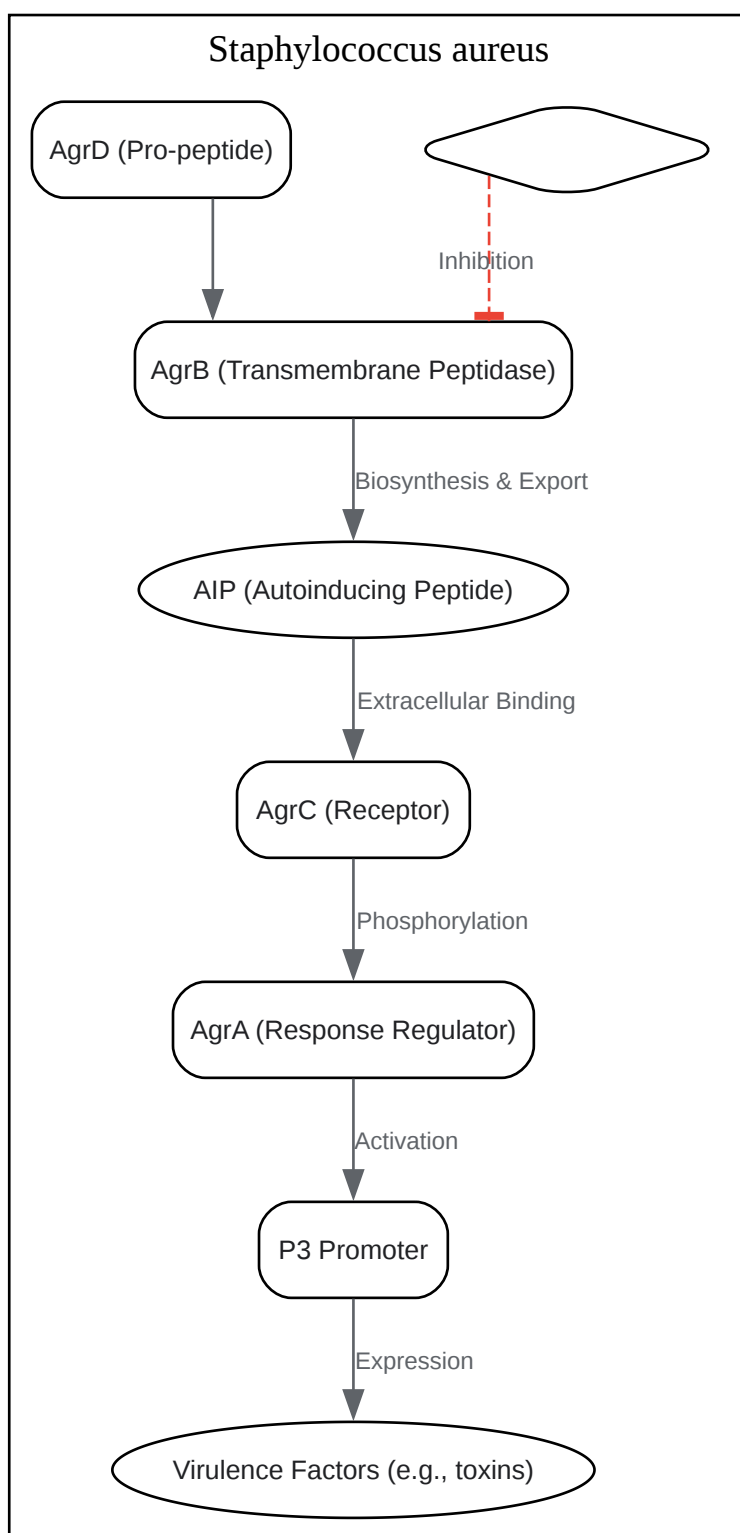 Staphylococcus aureus
AgrD (Pro-peptide)
Inhibition
AgrB (Transmembrane Peptidase)
Biosynthesis & Export
AIP (Autoinducing Peptide)
Extracellular Binding
AgrC (Receptor)
Phosphorylation
AgrA (Response Regulator)
Activation
P3 Promoter
Expression
Virulence Factors (e.g., toxins)